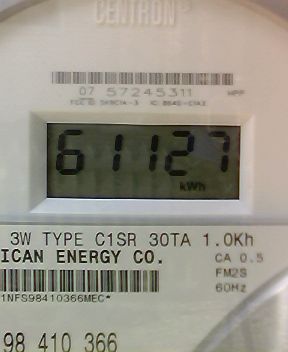 CENTRON®
07 57245311 MPP
61127
kWh
3W TYPE C1SR 30TA 1.0Kh
ICAN ENERGY CO. CA 0.5
FM2S
60Hz
1NFS98410366MEC*
98 410 366